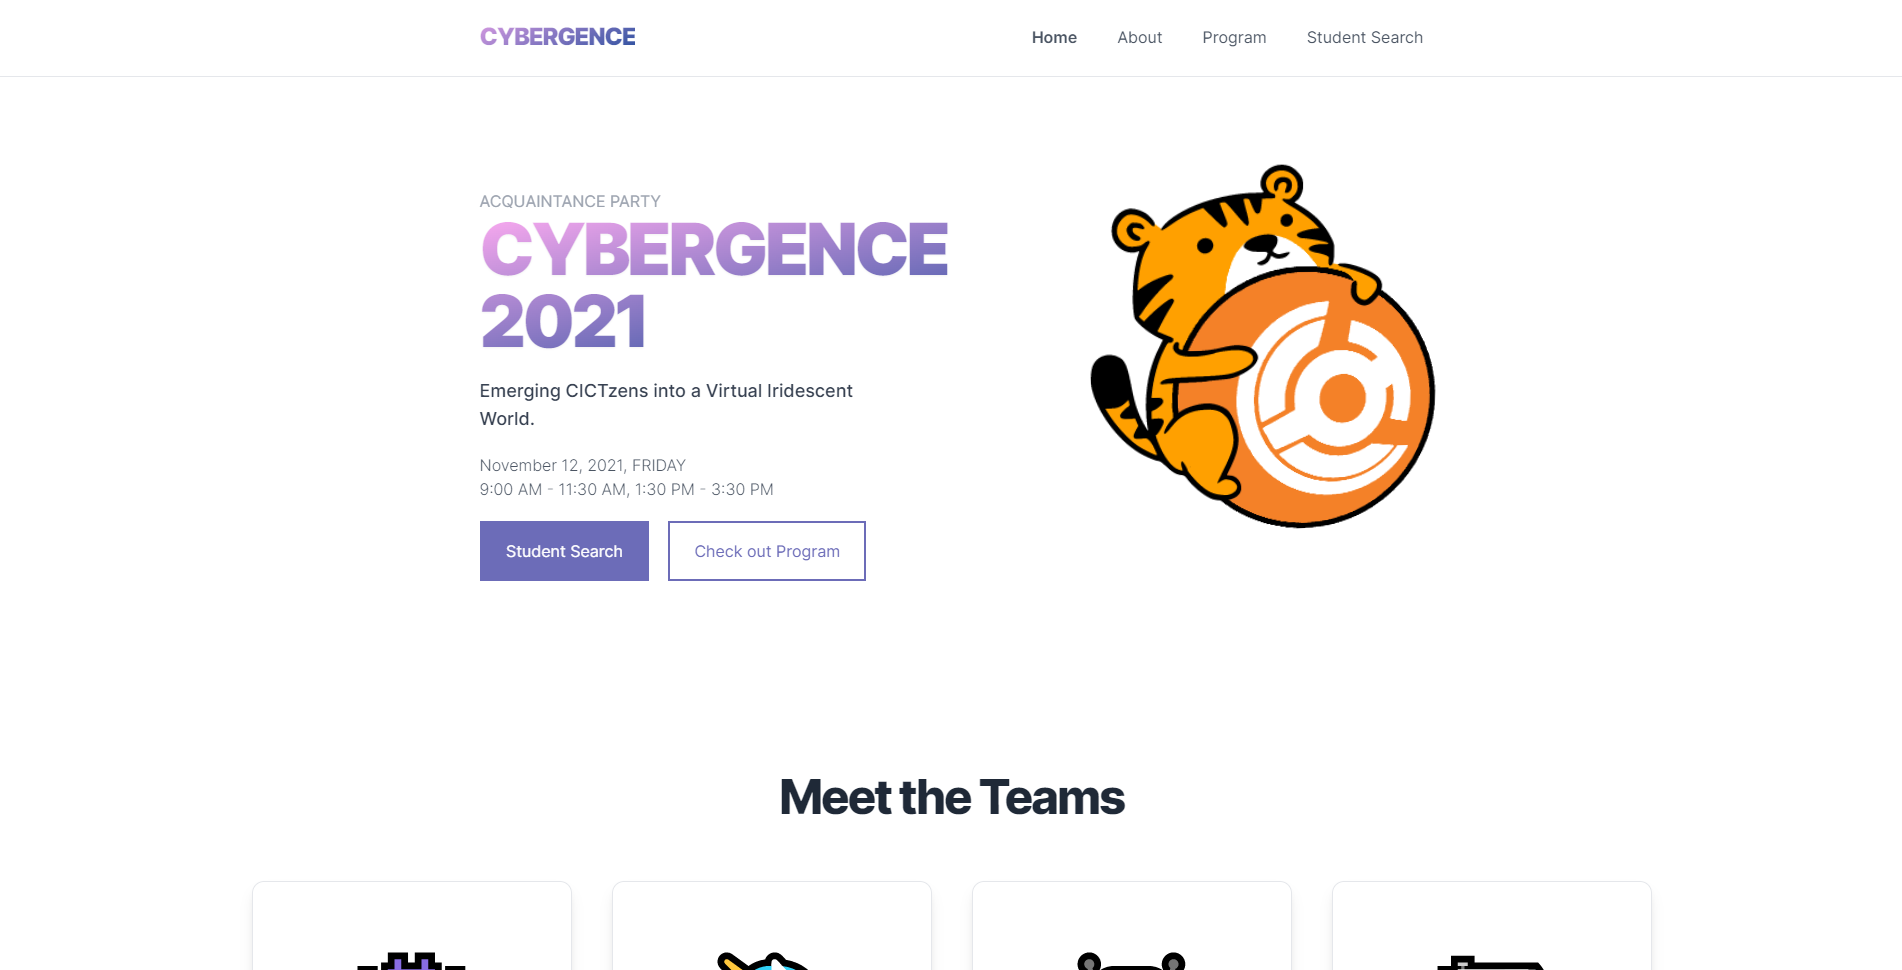 CYBERGENCE
Home
About
Program
Student Search
ACQUAINTANCE PARTY
CYBERGENCE
2021
Emerging CICTzens into a Virtual Iridescent
World.
November 12, 2021, FRIDAY
9:00 AM - 11:30 AM, 1:30 PM - 3:30 PM
Student Search
Check out Program
Meet the Teams